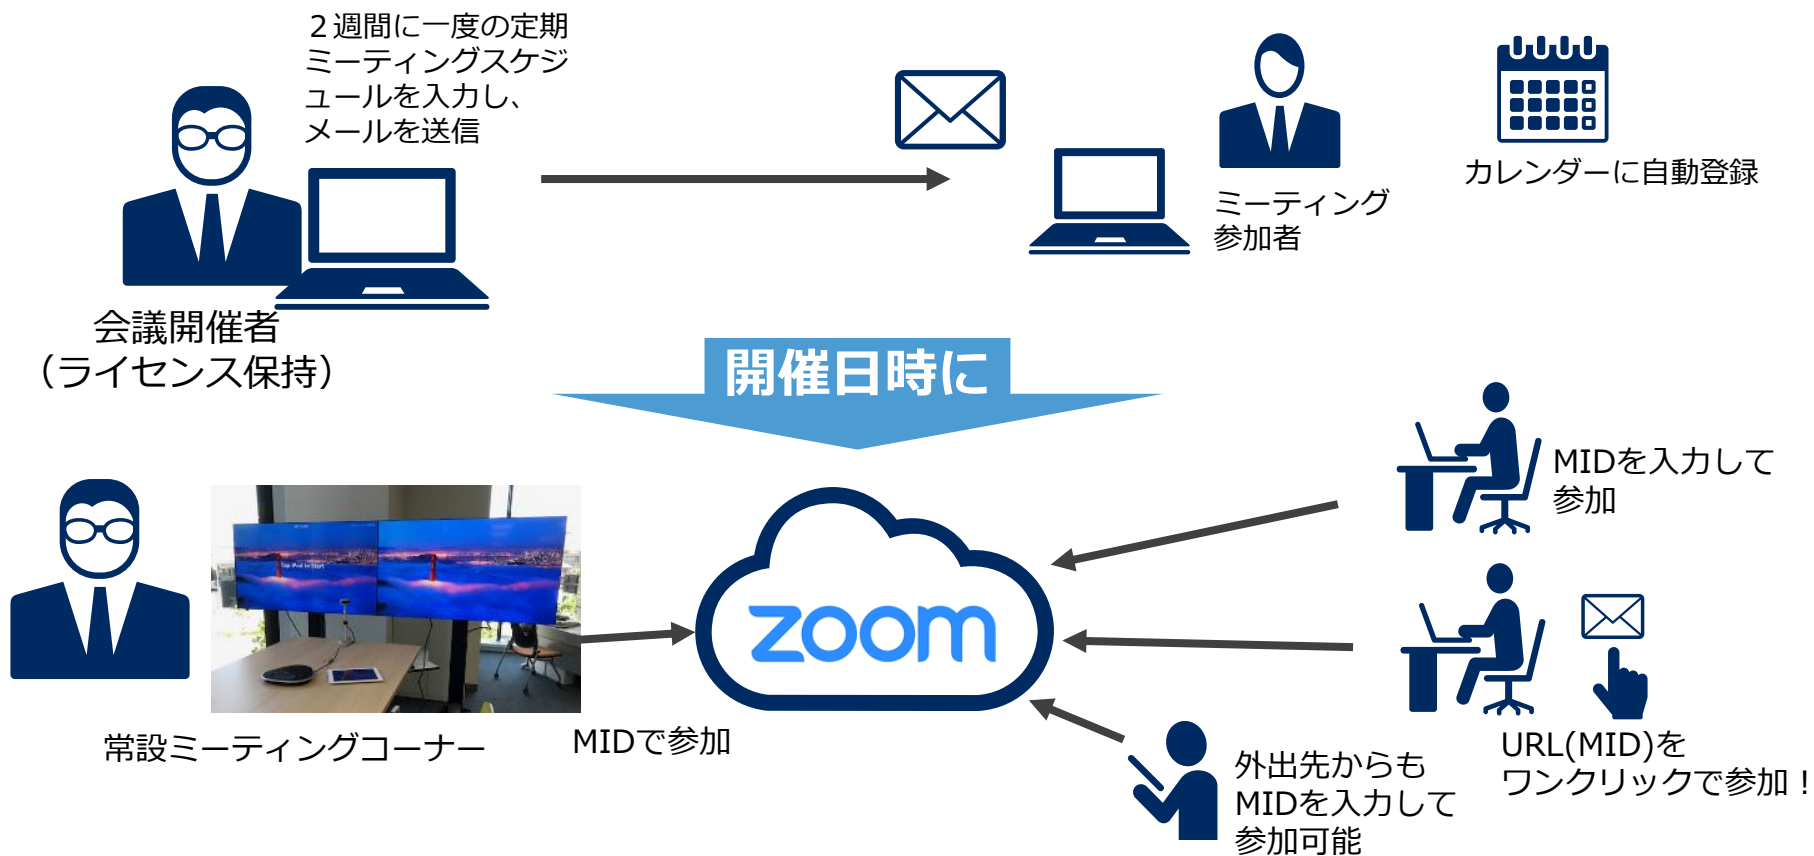 ２週間に一度の定期
ミーティングスケジ
ュールを入力し、
メールを送信
会議開催者
（ライセンス保持）
ミーティング
参加者
カレンダーに自動登録
開催日時に
Tap iPad to Start
常設ミーティングコーナー
MIDで参加
zoom
MIDを入力して
参加
URL(MID)を
ワンクリックで参加！
外出先からも
MIDを入力して
参加可能